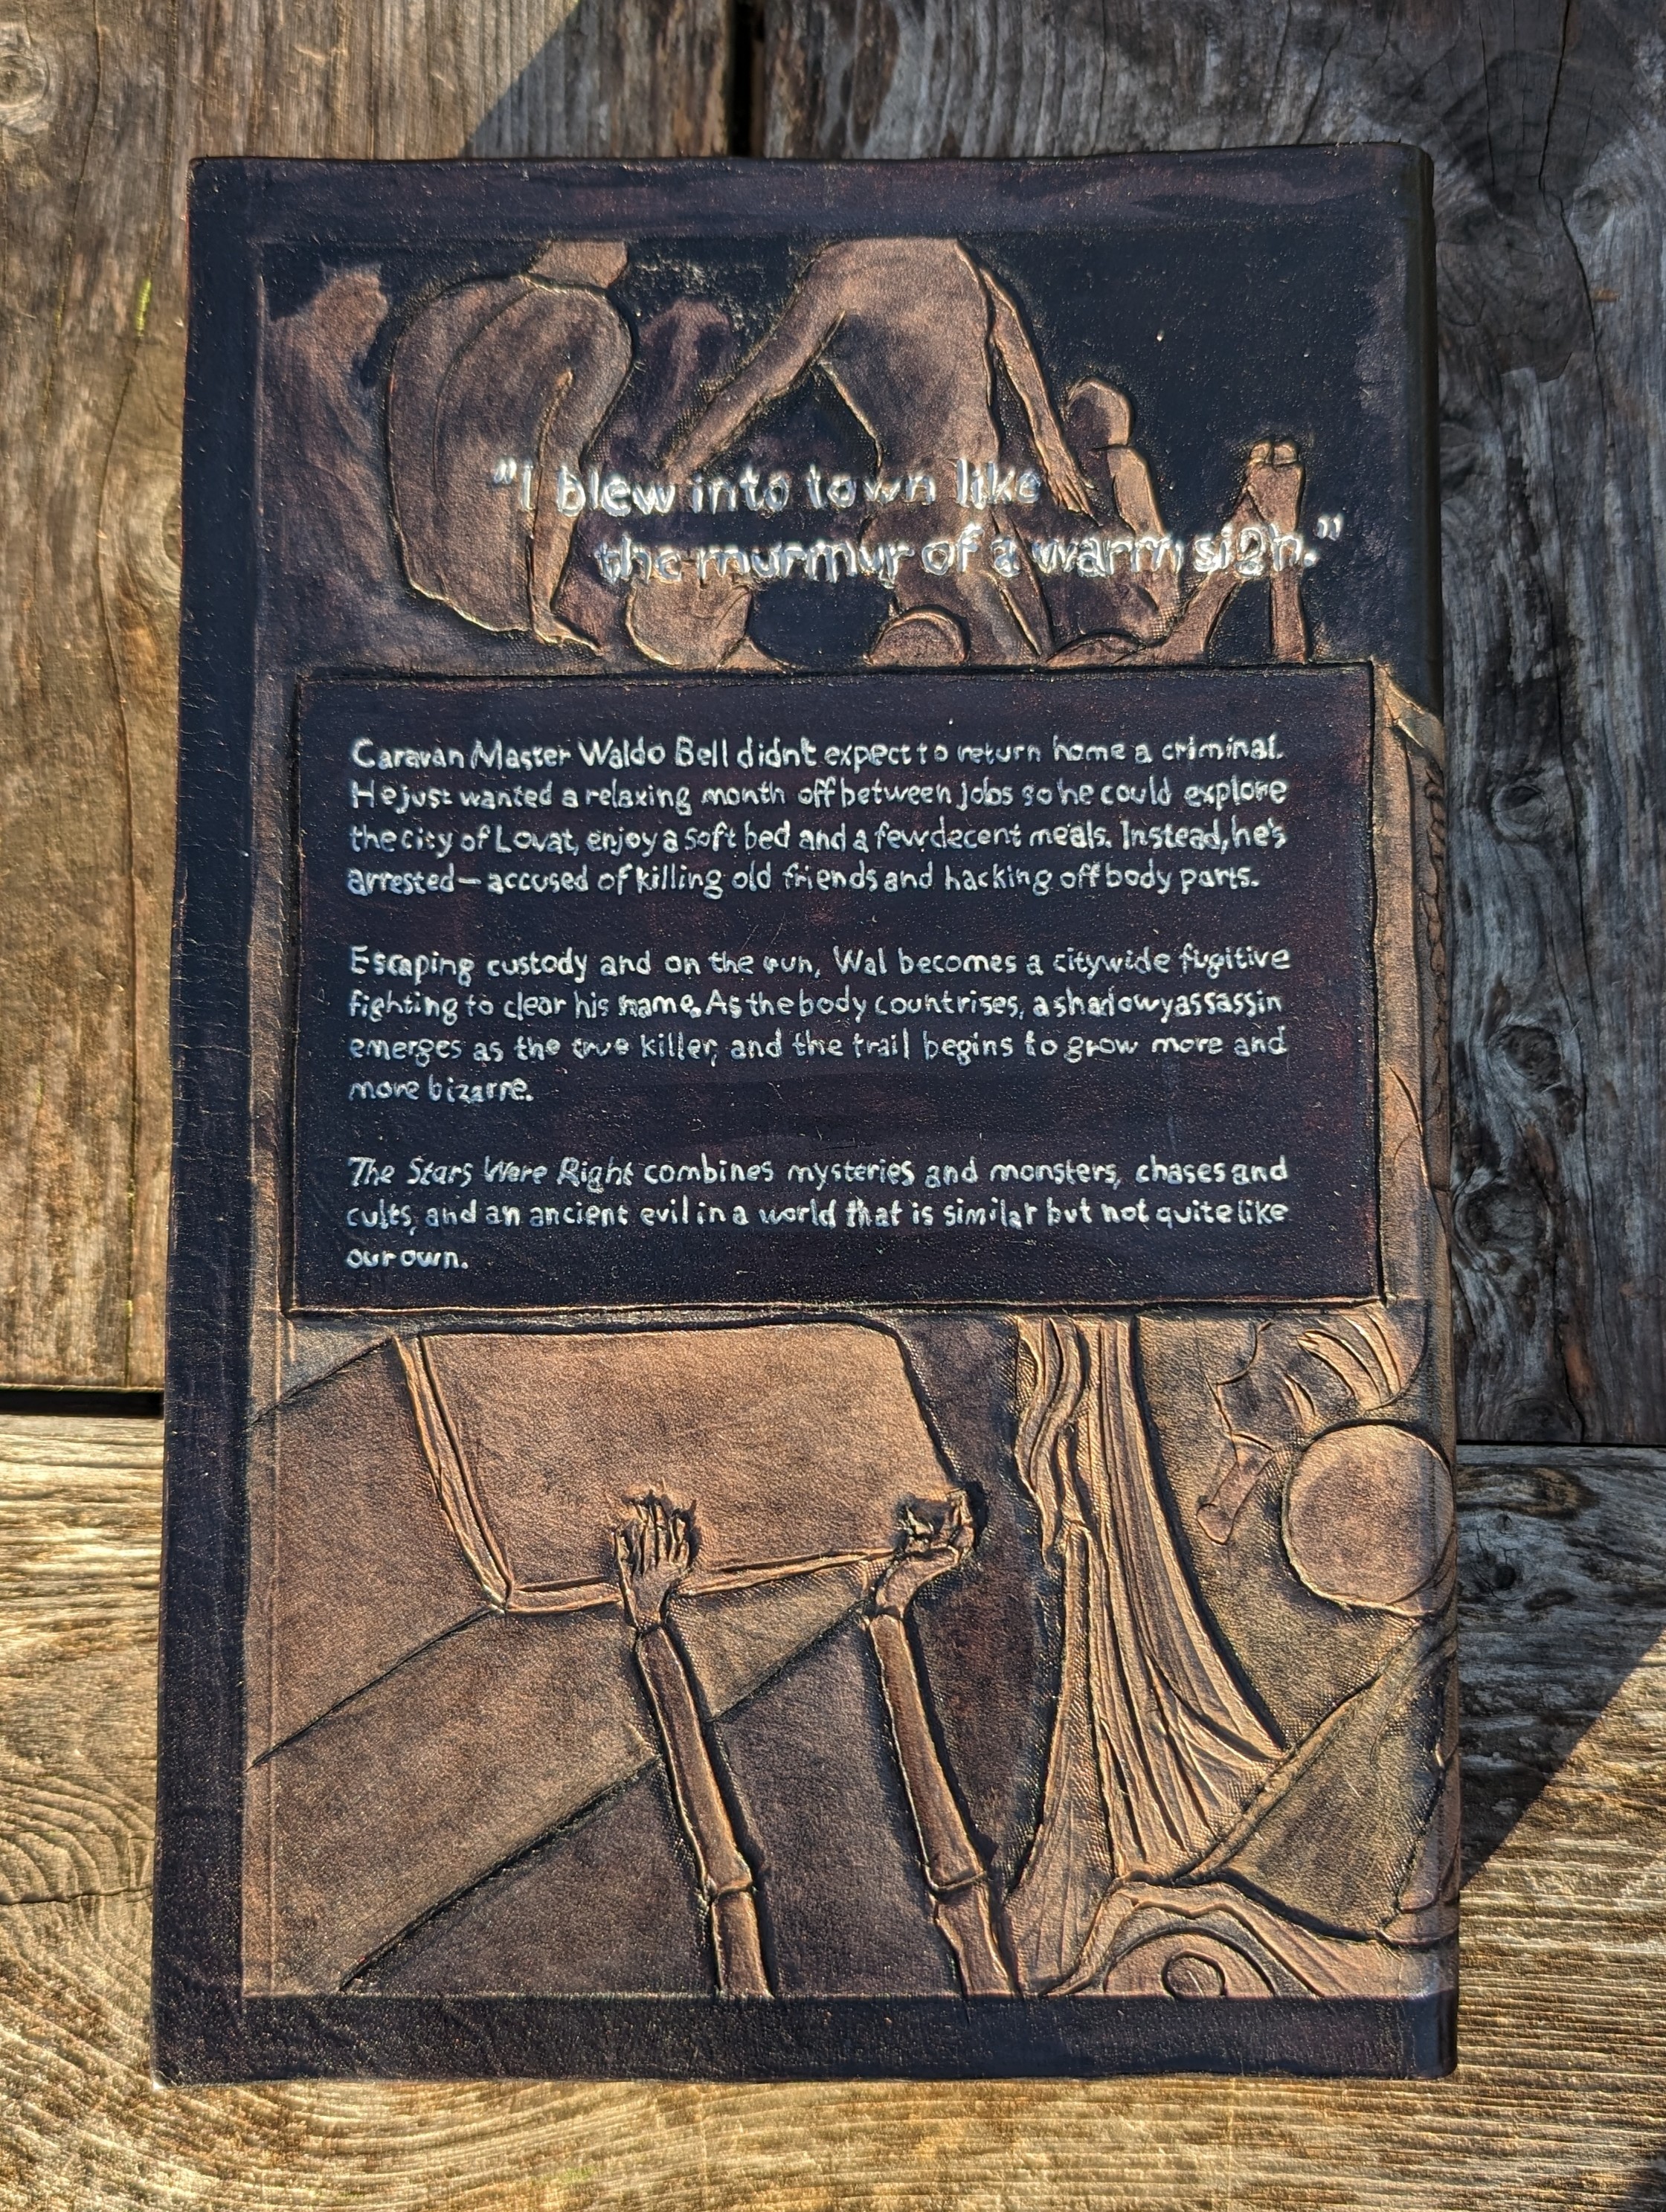 "I blew into town like
the murmur of a warm sigh."
Caravan Master Waldo Bell didn't expect to return home a criminal.
He just wanted a relaxing month off between jobs so he could explore
the city of Lovat, enjoy a soft bed and a few decent meals. Instead, he's
arrested—accused of killing old friends and hacking off body parts.
Escaping custody and on the run, Wal becomes a citywide fugitive
fighting to clear his name. As the body count rises, a shadowy assassin
emerges as the true killer, and the trail begins to grow more and
more bizarre.
The Stars Were Right combines mysteries and monsters, chases and
cults, and an ancient evil in a world that is similar but not quite like
our own.